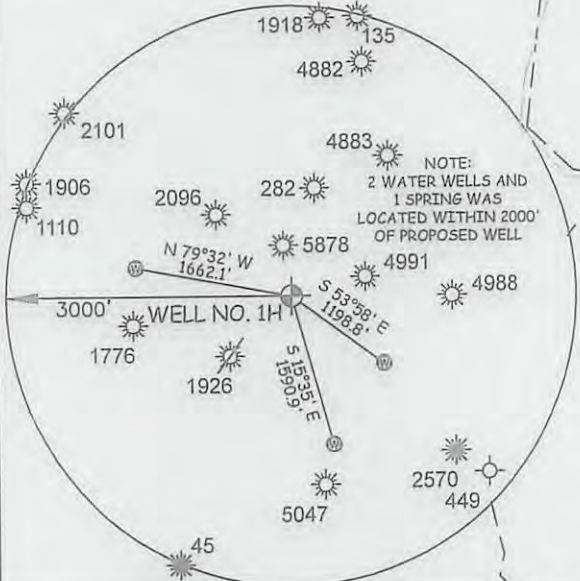 1918
135
4882
2101
4883
NOTE:
2 WATER WELLS AND
1 SPRING WAS
LOCATED WITHIN 2000'
OF PROPOSED WELL
1906
282
2096
1110
5878
N 79°32' W
1662.1'
4991
4988
S 53°58' E
1198.8'
3000'
WELL NO. 1H
1776
1926
S 15°35' E
1590.9'
W
W
W
2570
449
5047
45